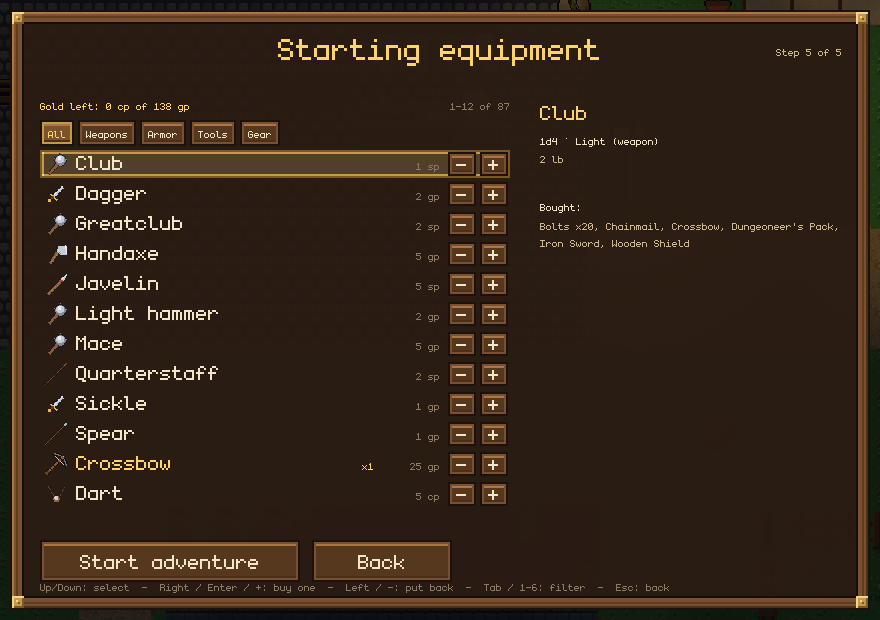 Starting equipment
Step 5 of 5
Gold left: 0 cp of 138 gp
1-12 of 87
All Weapons Armor Tools Gear
Club 1 sp − +
Dagger 2 gp − +
Greatclub 2 sp − +
Handaxe 5 gp − +
Javelin 5 sp − +
Light hammer 2 gp − +
Mace 5 gp − +
Quarterstaff 2 sp − +
Sickle 1 gp − +
Spear 1 gp − +
Crossbow x1 25 gp − +
Dart 5 cp − +
Club
1d4 · Light (weapon)
2 lb
Bought:
Bolts x20, Chainmail, Crossbow, Dungeoneer's Pack,
Iron Sword, Wooden Shield
Start adventure Back
Up/Down: select − Right / Enter / +: buy one − Left / −: put back − Tab / 1-6: filter − Esc: back